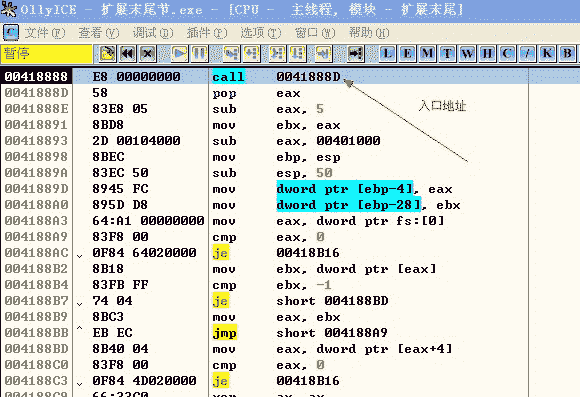 OllyICE - 扩展末尾节.exe - [CPU - 主线程, 模块 - 扩展末尾]
C 文件(F) 查看(V) 调试(D) 插件(P) 选项(T) 窗口(W) 帮助(H)
暂停 L E M T W H C / K B
00418888 E8 00000000 call 0041888D
0041888D 58 pop eax
0041888E 83E8 05 sub eax, 5
00418891 8BD8 mov ebx, eax
00418893 2D 00104000 sub eax, 00401000
00418898 8BEC mov ebp, esp
0041889A 83EC 50 sub esp, 50
0041889D 8945 FC mov dword ptr [ebp-4], eax
004188A0 895D D8 mov dword ptr [ebp-28], ebx
004188A3 64:A1 00000000 mov eax, dword ptr fs:[0]
004188A9 83F8 00 cmp eax, 0
004188AC 0F84 64020000 je 00418B16
004188B2 8B18 mov ebx, dword ptr [eax]
004188B4 83FB FF cmp ebx, -1
004188B7 74 04 je short 004188BD
004188B9 8BC3 mov eax, ebx
004188BB EB EC jmp short 004188A9
004188BD 8B40 04 mov eax, dword ptr [eax+4]
004188C0 83F8 00 cmp eax, 0
004188C3 0F84 4D020000 je 00418B16
入口地址